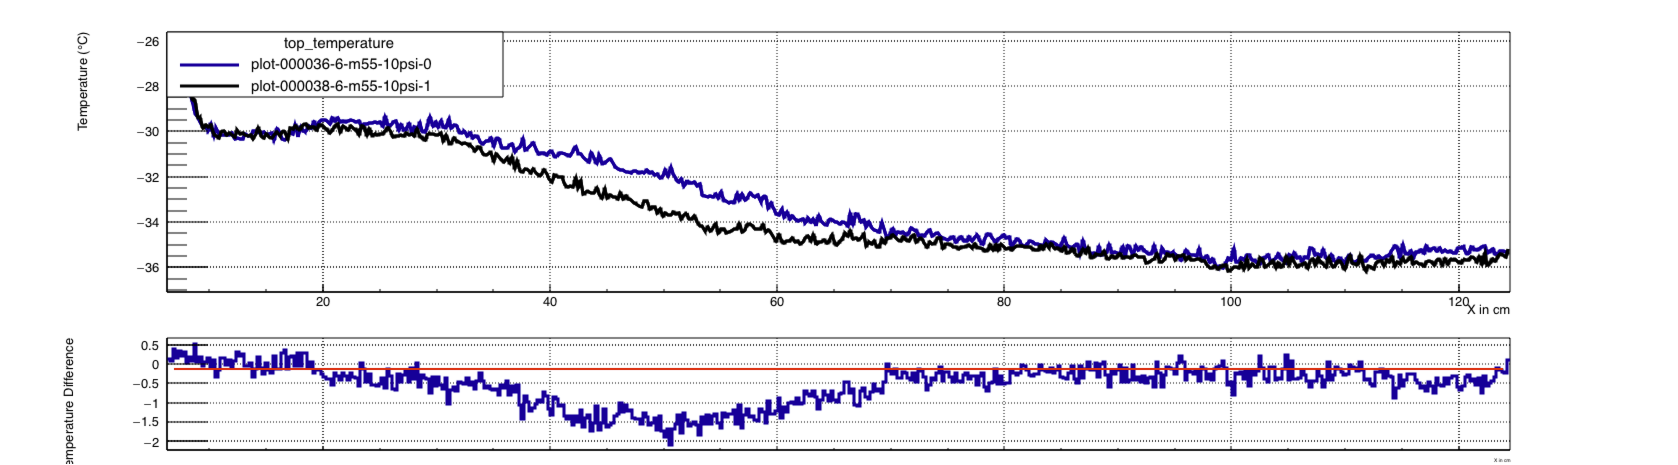 Temperature (°C)
top_temperature
plot-000036-6-m55-10psi-0
plot-000038-6-m55-10psi-1
−26
−28
−30
−32
−34
−36
20 40 60 80 100 120
X in cm
emperature Difference
0.5
0
−0.5
−1
−1.5
−2
X in cm